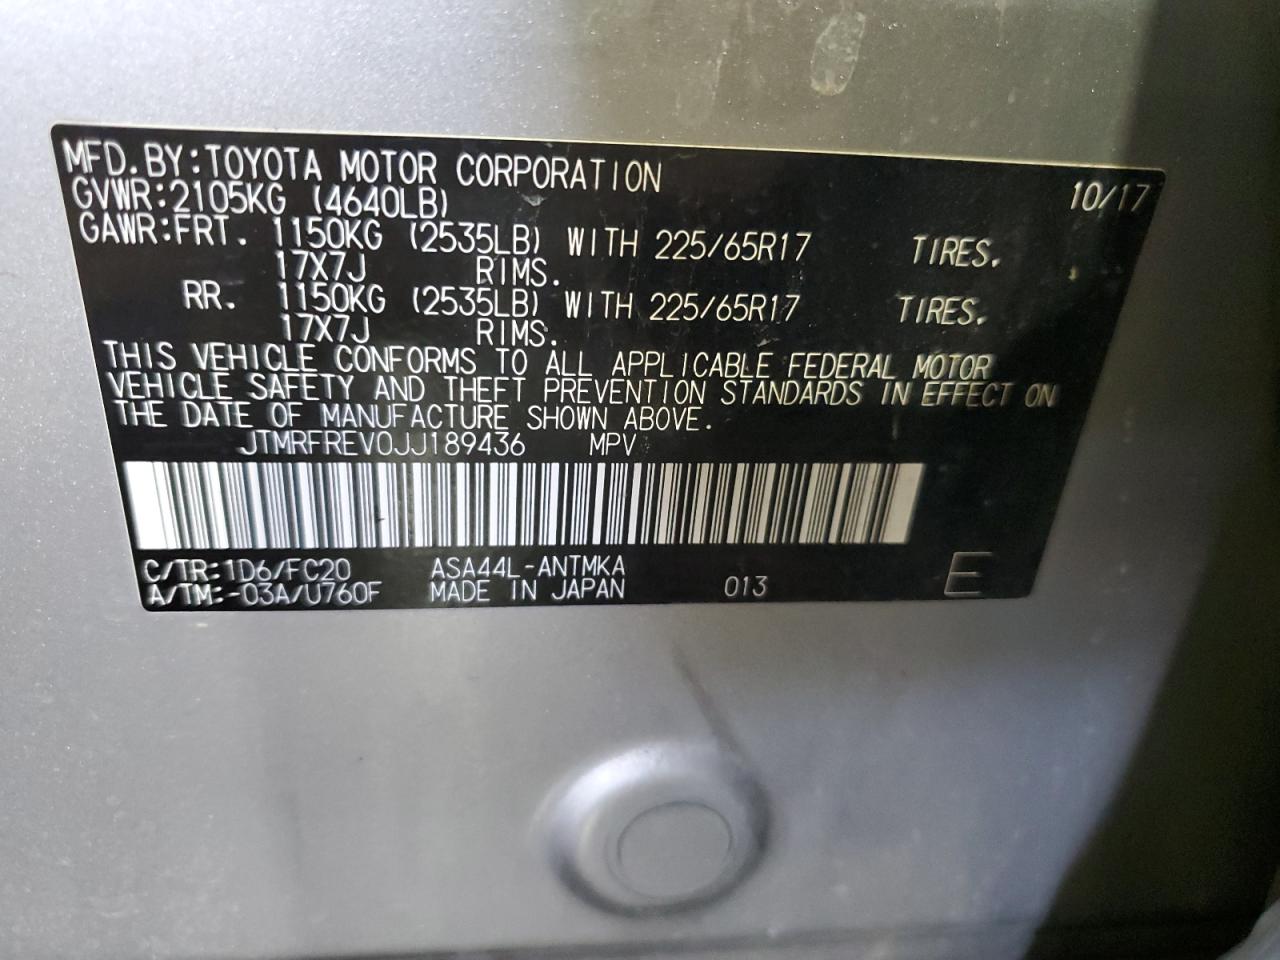 MFD.BY:TOYOTA MOTOR CORPORATION 10/17
GVWR:2105KG (4640LB)
GAWR:FRT. 1150KG (2535LB) WITH 225/65R17 TIRES.
17X7J RIMS.
RR. 1150KG (2535LB) WITH 225/65R17 TIRES.
17X7J RIMS.
THIS VEHICLE CONFORMS TO ALL APPLICABLE FEDERAL MOTOR
VEHICLE SAFETY AND THEFT PREVENTION STANDARDS IN EFFECT ON
THE DATE OF MANUFACTURE SHOWN ABOVE.
JTMRFREV0JJ189436 MPV
C/TR:1D6/FC20 ASA44L-ANTMKA
A/TM:-03A/U760F MADE IN JAPAN 013 E